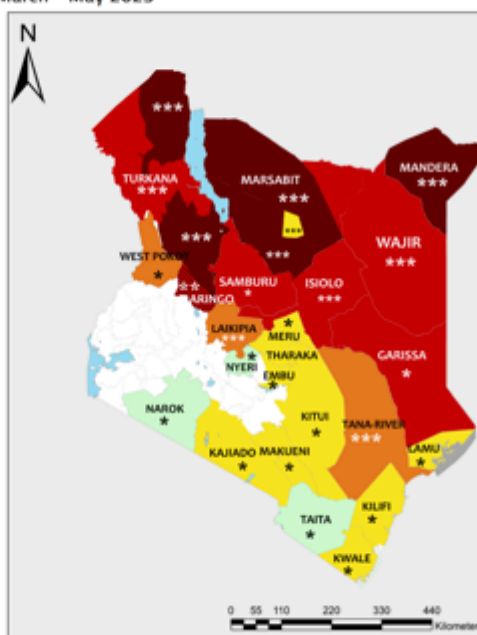 March - May 2023
N
***
TURKANA
***
MARSABIT
***
MANDERA
***
***
***
***
WEST POKOT
*
WAJIR
***
**
BARINGO
SAMBURU
*
ISIOLO
***
LAIKIPIA
***
*
MERU
THARAKA
GARISSA
*
NYERI
*
EMBU
*
NAROK
*
KITUI
*
TANA-RIVER
***
KAJIADO
*
MAKUENI
*
LAMU
*
TAITA
*
KILIFI
*
KWALE
*
0 55 110 220 330 440
Kilometer